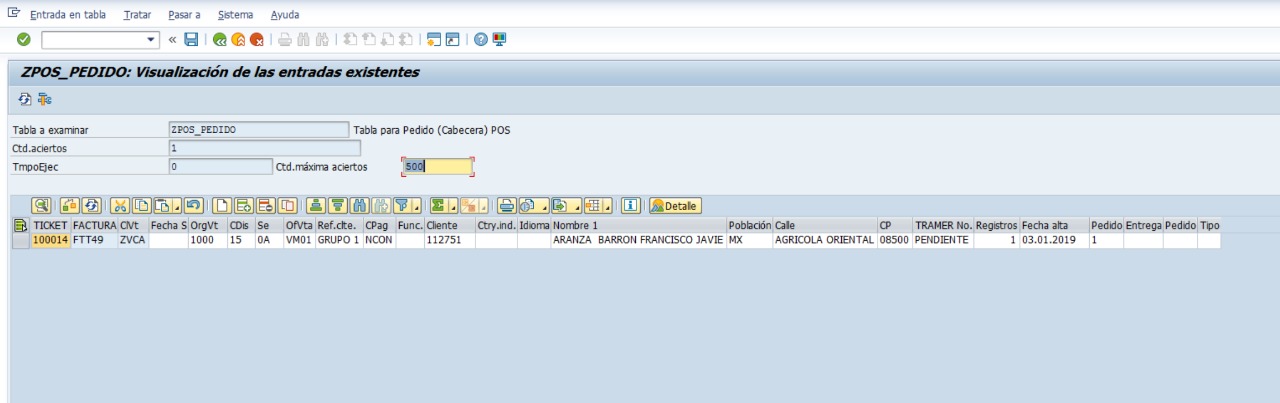 Entrada en tabla Tratar Pasar a Sistema Ayuda
ZPOS_PEDIDO: Visualización de las entradas existentes
Tabla a examinar ZPOS_PEDIDO Tabla para Pedido (Cabecera) POS
Ctd.aciertos 1
TmpoEjec 0 Ctd.máxima aciertos 500
Detalle
TICKET FACTURA ClVt Fecha S OrgVt CDis Se OfVta Ref.clte. CPag Func. Cliente Ctry.ind. Idioma Nombre 1 Población Calle CP TRAMER No. Registros Fecha alta Pedido Entrega Pedido Tipo
100014 FTT49 ZVCA 1000 15 0A VM01 GRUPO 1 NCON 112751 ARANZA BARRON FRANCISCO JAVIE MX AGRICOLA ORIENTAL 08500 PENDIENTE 1 03.01.2019 1